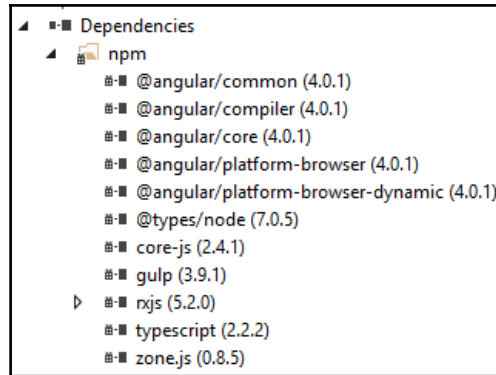 Dependencies
npm
@angular/common (4.0.1)
@angular/compiler (4.0.1)
@angular/core (4.0.1)
@angular/platform-browser (4.0.1)
@angular/platform-browser-dynamic (4.0.1)
@types/node (7.0.5)
core-js (2.4.1)
gulp (3.9.1)
rxjs (5.2.0)
typescript (2.2.2)
zone.js (0.8.5)